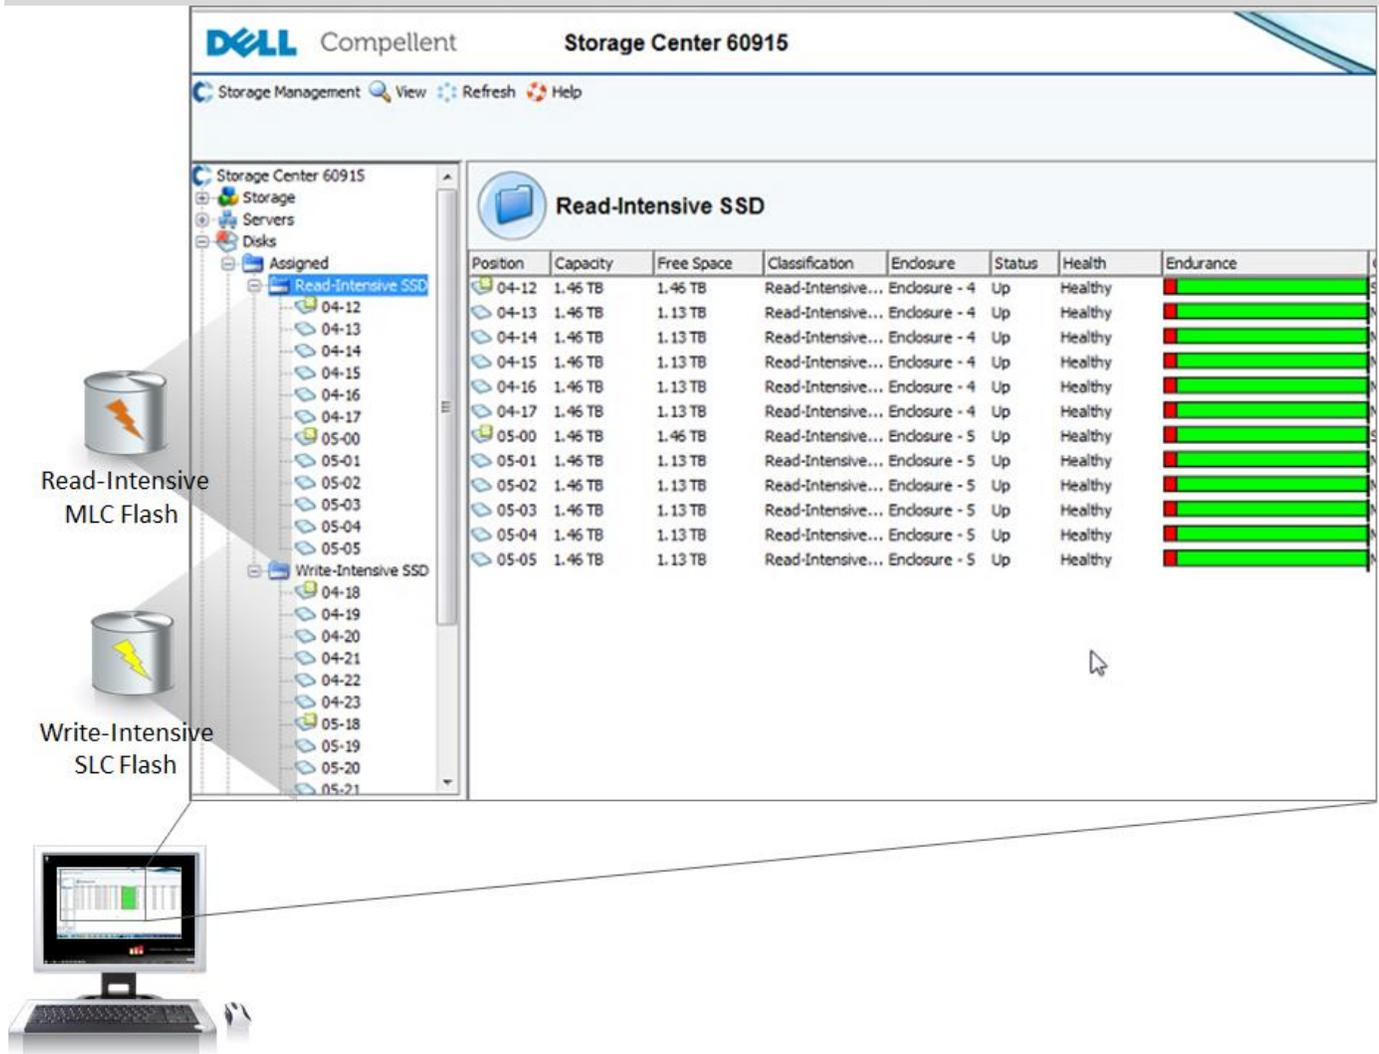 DELL Compellent Storage Center 60915
Storage Management View Refresh Help
Storage Center 60915
Storage
Servers
Disks
Assigned
Read-Intensive SSD
04-12
04-13
04-14
04-15
04-16
04-17
05-00
05-01
05-02
05-03
05-04
05-05
Write-Intensive SSD
04-18
04-19
04-20
04-21
04-22
04-23
05-18
05-19
05-20
05-21
Read-Intensive SSD
Position Capacity Free Space Classification Enclosure Status Health Endurance
04-12 1.46 TB 1.46 TB Read-Intensive... Enclosure - 4 Up Healthy
04-13 1.46 TB 1.13 TB Read-Intensive... Enclosure - 4 Up Healthy
04-14 1.46 TB 1.13 TB Read-Intensive... Enclosure - 4 Up Healthy
04-15 1.46 TB 1.13 TB Read-Intensive... Enclosure - 4 Up Healthy
04-16 1.46 TB 1.13 TB Read-Intensive... Enclosure - 4 Up Healthy
04-17 1.46 TB 1.13 TB Read-Intensive... Enclosure - 4 Up Healthy
05-00 1.46 TB 1.46 TB Read-Intensive... Enclosure - 5 Up Healthy
05-01 1.46 TB 1.13 TB Read-Intensive... Enclosure - 5 Up Healthy
05-02 1.46 TB 1.13 TB Read-Intensive... Enclosure - 5 Up Healthy
05-03 1.46 TB 1.13 TB Read-Intensive... Enclosure - 5 Up Healthy
05-04 1.46 TB 1.13 TB Read-Intensive... Enclosure - 5 Up Healthy
05-05 1.46 TB 1.13 TB Read-Intensive... Enclosure - 5 Up Healthy
Read-Intensive
MLC Flash
Write-Intensive
SLC Flash